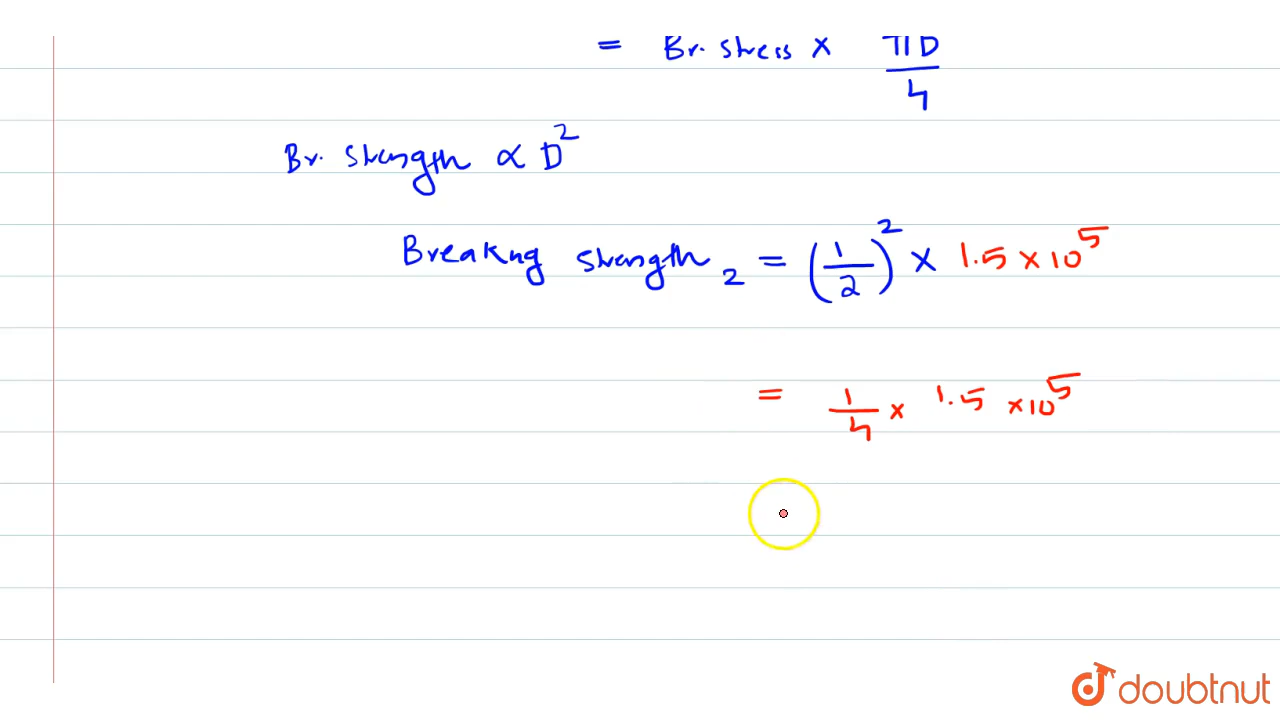 = Br. stress × πD/4
Br. strength ∝ D²
Breakng strength₂ = (1/2)² × 1.5 × 10⁵
= 1/4 × 1.5 × 10⁵
doubtnut